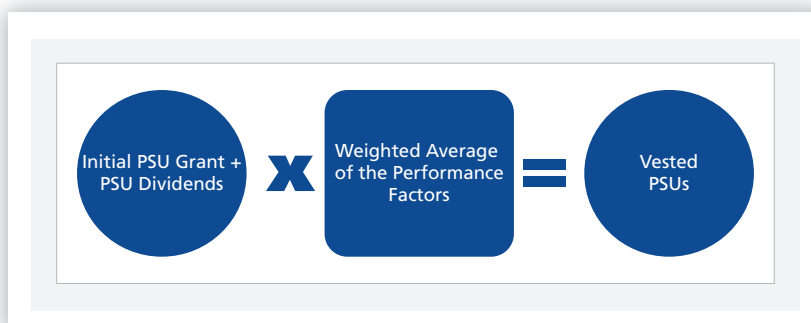 Initial PSU Grant +
PSU Dividends
x
Weighted Average
of the Performance
Factors
=
Vested
PSUs